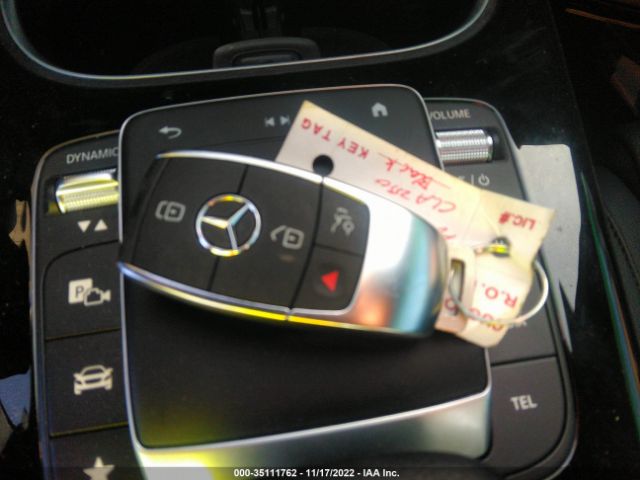 VOLUME
DYNAMIC
KEY TAG
BLACK
CLA 250
LIC.#
R.O.
P
TEL
000-35111762 - 11/17/2022 - IAA Inc.